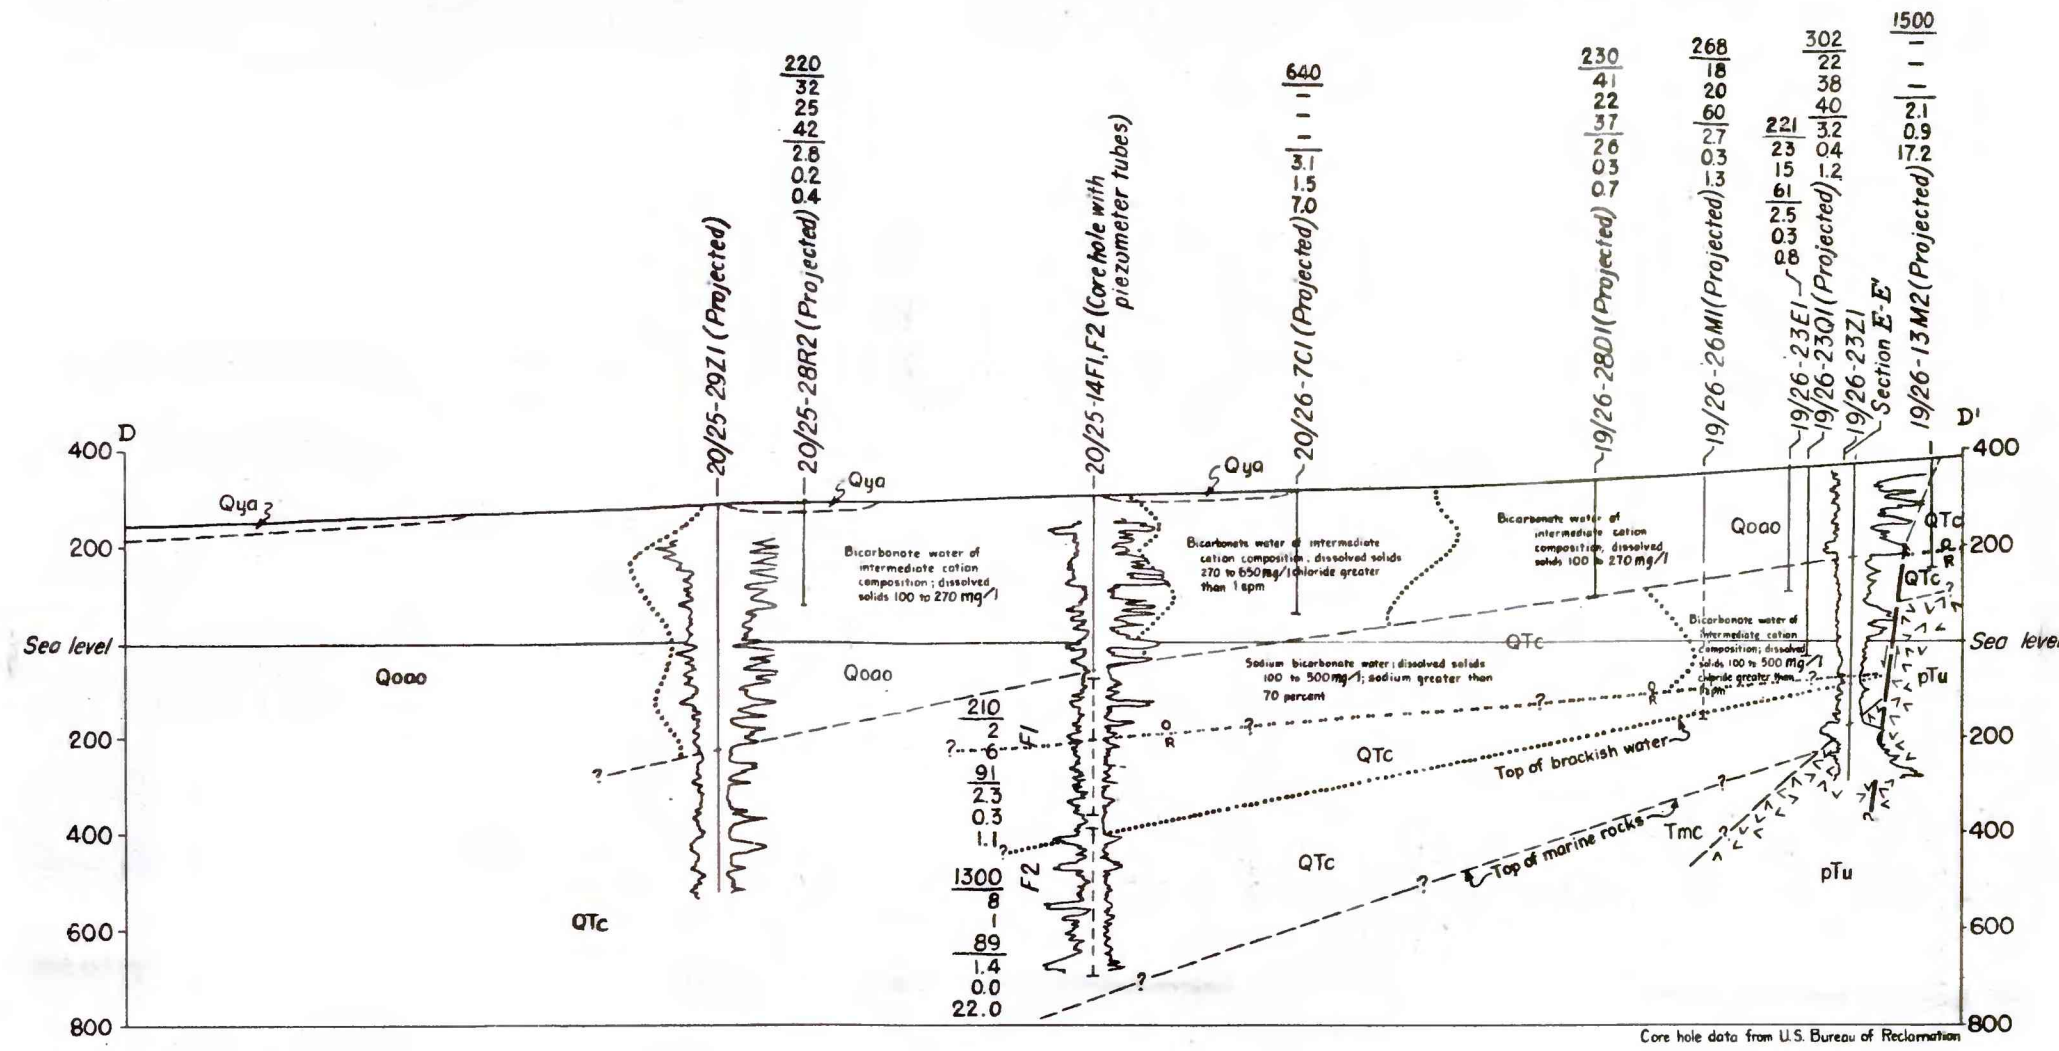 220
32
25
42
2.8
0.2
0.4
640
–
–
–
3.1
1.5
7.0
230
41
22
37
2.6
0.3
0.7
268
18
20
60
2.7
0.3
1.3
221
23
15
61
2.5
0.3
0.8
302
22
38
40
3.2
0.4
1.2
1500
–
–
–
2.1
0.9
17.2
20/25-29Z1 (Projected)
20/25-28R2 (Projected)
20/25-14F1,F2 (Core hole with
piezometer tubes)
20/26-7C1 (Projected)
19/26-28D1 (Projected)
19/26-26M1 (Projected)
19/26-23E1
19/26-23Q1 (Projected)
19/26-23Z1
Section E-E'
19/26-13M2 (Projected)
D
D'
400
200
Sea level
200
400
600
800
400
200
Sea level
200
400
600
800
Qya ?
Qya
Qya
Bicarbonate water of
intermediate cation
composition; dissolved
solids 100 to 270 mg/l
Bicarbonate water of intermediate
cation composition; dissolved solids
270 to 650 mg/l chloride greater
than 1 epm
Bicarbonate water of
intermediate cation
composition, dissolved
solids 100 to 270 mg/l
Qoao
QTc
O
R
QTc
?
Qoao
Qoao
QTc
Bicarbonate water of
intermediate cation
composition; dissolved
solids 100 to 500 mg/l
chloride greater than
1 epm
?
pTu
Sodium bicarbonate water; dissolved solids
100 to 500 mg/l; sodium greater than
70 percent
?
O
R
210
2
6
91
2.3
0.3
1.1
F1
?
O
R
?
?
QTc
Top of brackish water
?
1300
8
1
89
1.4
0.0
22.0
F2
?
QTc
QTc
Top of marine rocks
?
?
?
Tmc
?
?
pTu
Core hole data from U.S. Bureau of Reclamation